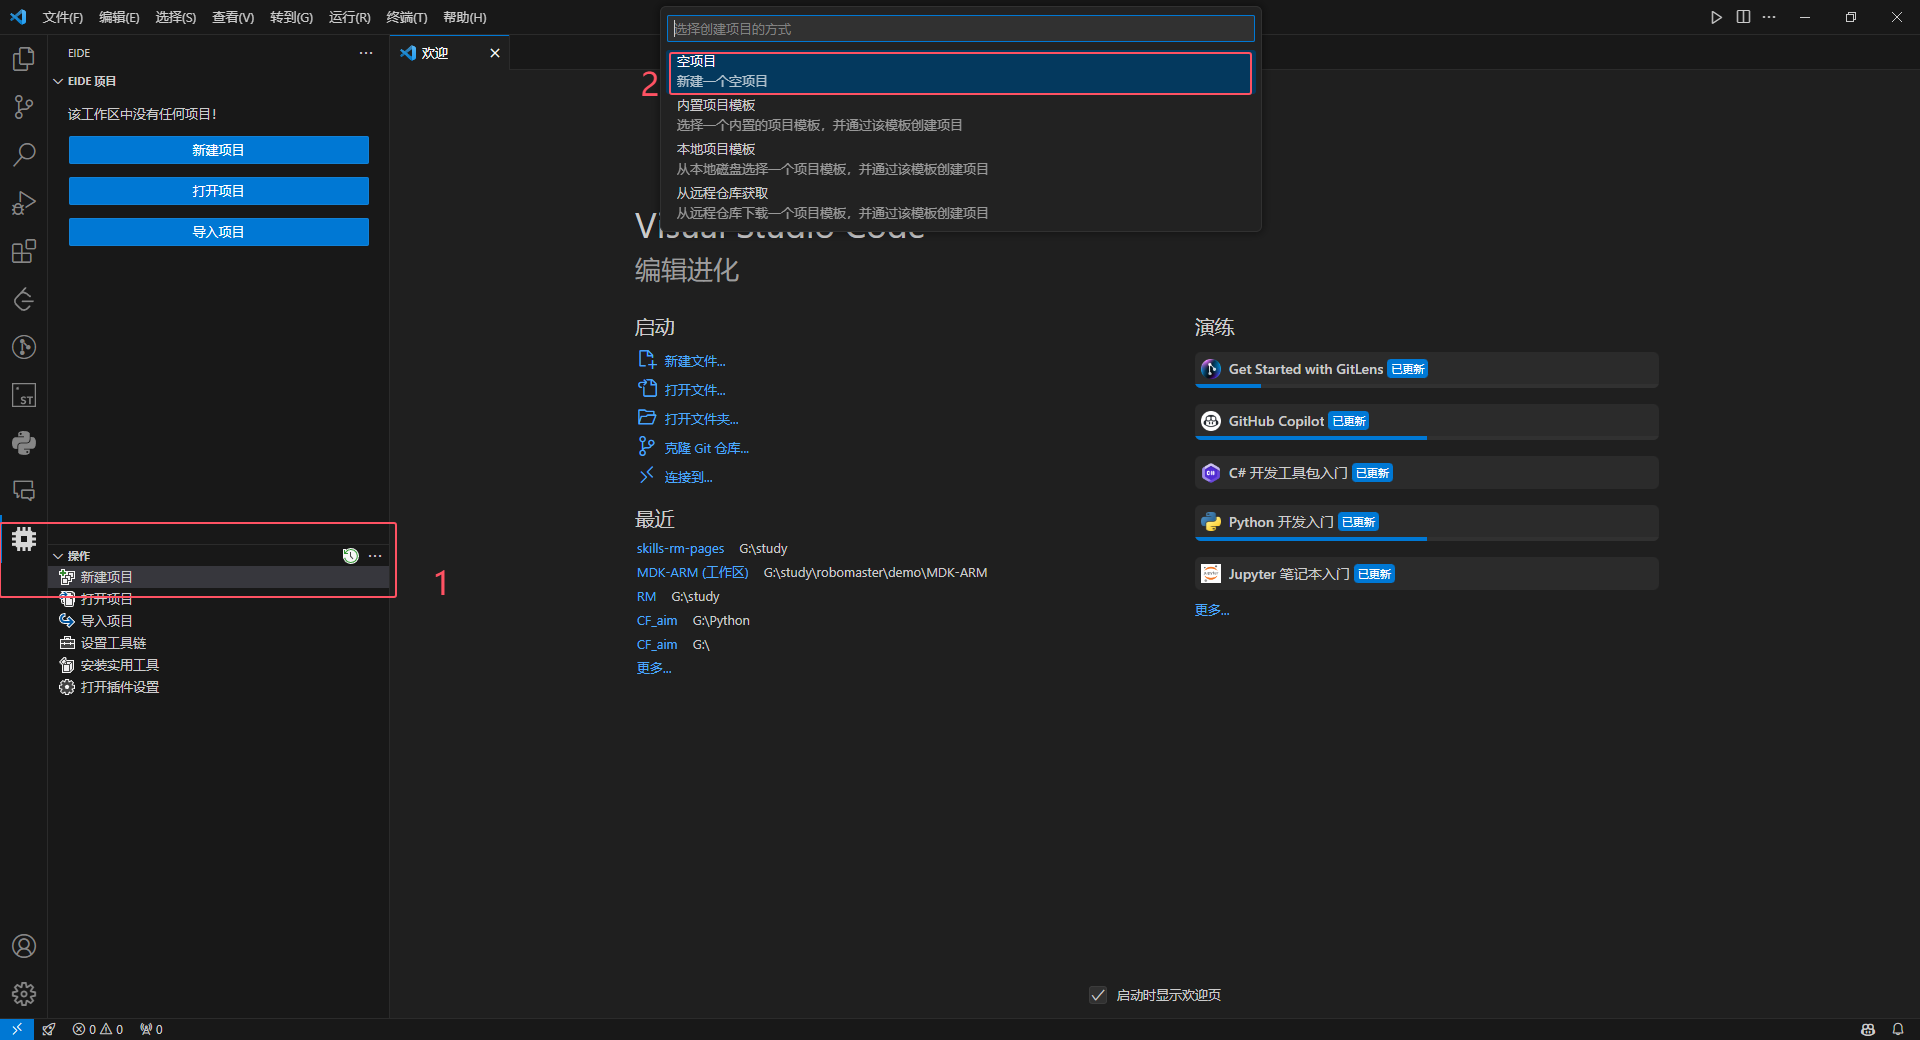 文件(F) 编辑(E) 选择(S) 查看(V) 转到(G) 运行(R) 终端(T) 帮助(H)
选择创建项目的方式
空项目
新建一个空项目
内置项目模板
选择一个内置的项目模板，并通过该模板创建项目
本地项目模板
从本地磁盘选择一个项目模板，并通过该模板创建项目
从远程仓库获取
从远程仓库下载一个项目模板，并通过该模板创建项目
2
EIDE
EIDE 项目
该工作区中没有任何项目！
新建项目
打开项目
导入项目
ST
操作
新建项目
打开项目
导入项目
设置工具链
安装实用工具
打开插件设置
1
欢迎
Visual Studio Code
编辑进化
启动
新建文件...
打开文件...
打开文件夹...
克隆 Git 仓库...
连接到...
最近
skills-rm-pages G:\study
MDK-ARM (工作区) G:\study\robomaster\demo\MDK-ARM
RM G:\study
CF_aim G:\Python
CF_aim G:\
更多...
演练
Get Started with GitLens 已更新
GitHub Copilot 已更新
C# 开发工具包入门 已更新
Python 开发入门 已更新
Jupyter 笔记本入门 已更新
更多...
启动时显示欢迎页
0 0 0